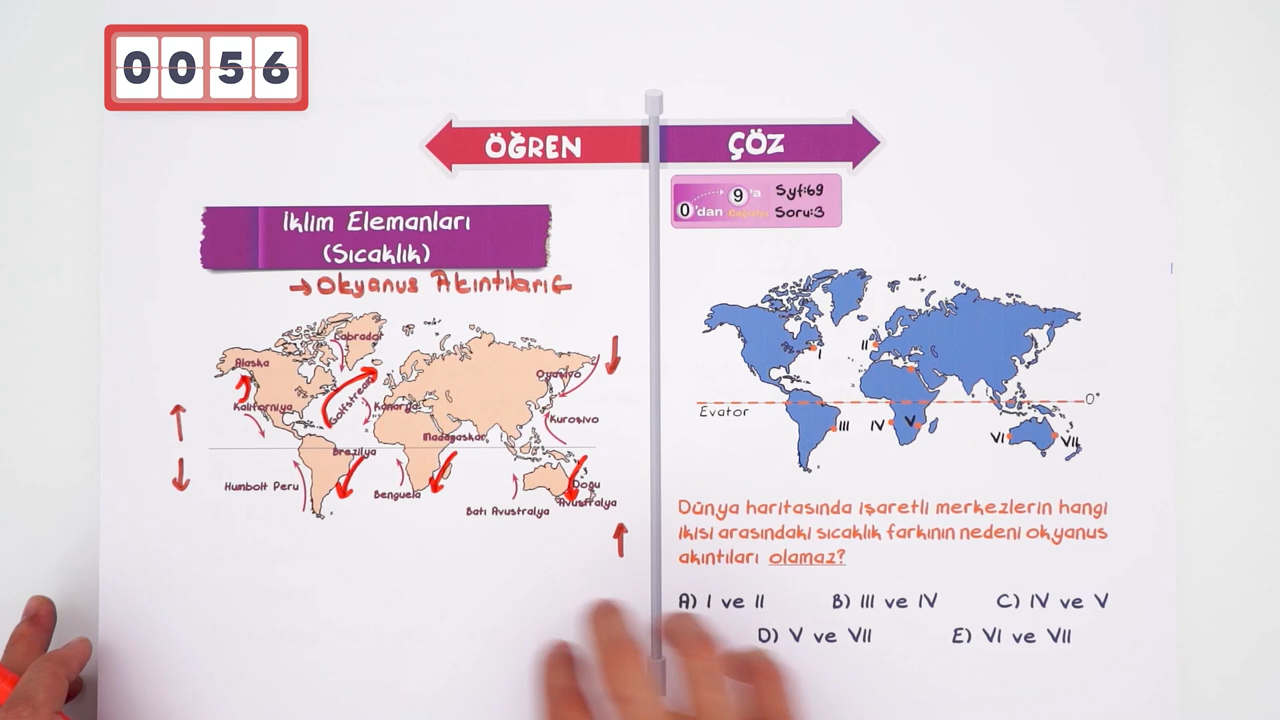 0056
ÖĞREN
ÇÖZ
0'dan 9'a Coğrafya
Syf:69
Soru:3
İklim Elemanları
(Sıcaklık)
→Okyanus Akıntıları←
Labrador
Alaska
Oyaşivo
Kaliforniya
Golfstream
Kanarya
Kuroşivo
Madagaskar
Brezilya
Humbolt Peru
Benguela
Batı Avustralya
Doğu
Avustralya
I
II
Evator
0°
III
IV
V
VI
VII
Dünya haritasında işaretli merkezlerin hangi
ikisi arasındaki sıcaklık farkının nedeni okyanus
akıntıları olamaz?
A) I ve II
B) III ve IV
C) IV ve V
D) V ve VII
E) VI ve VII